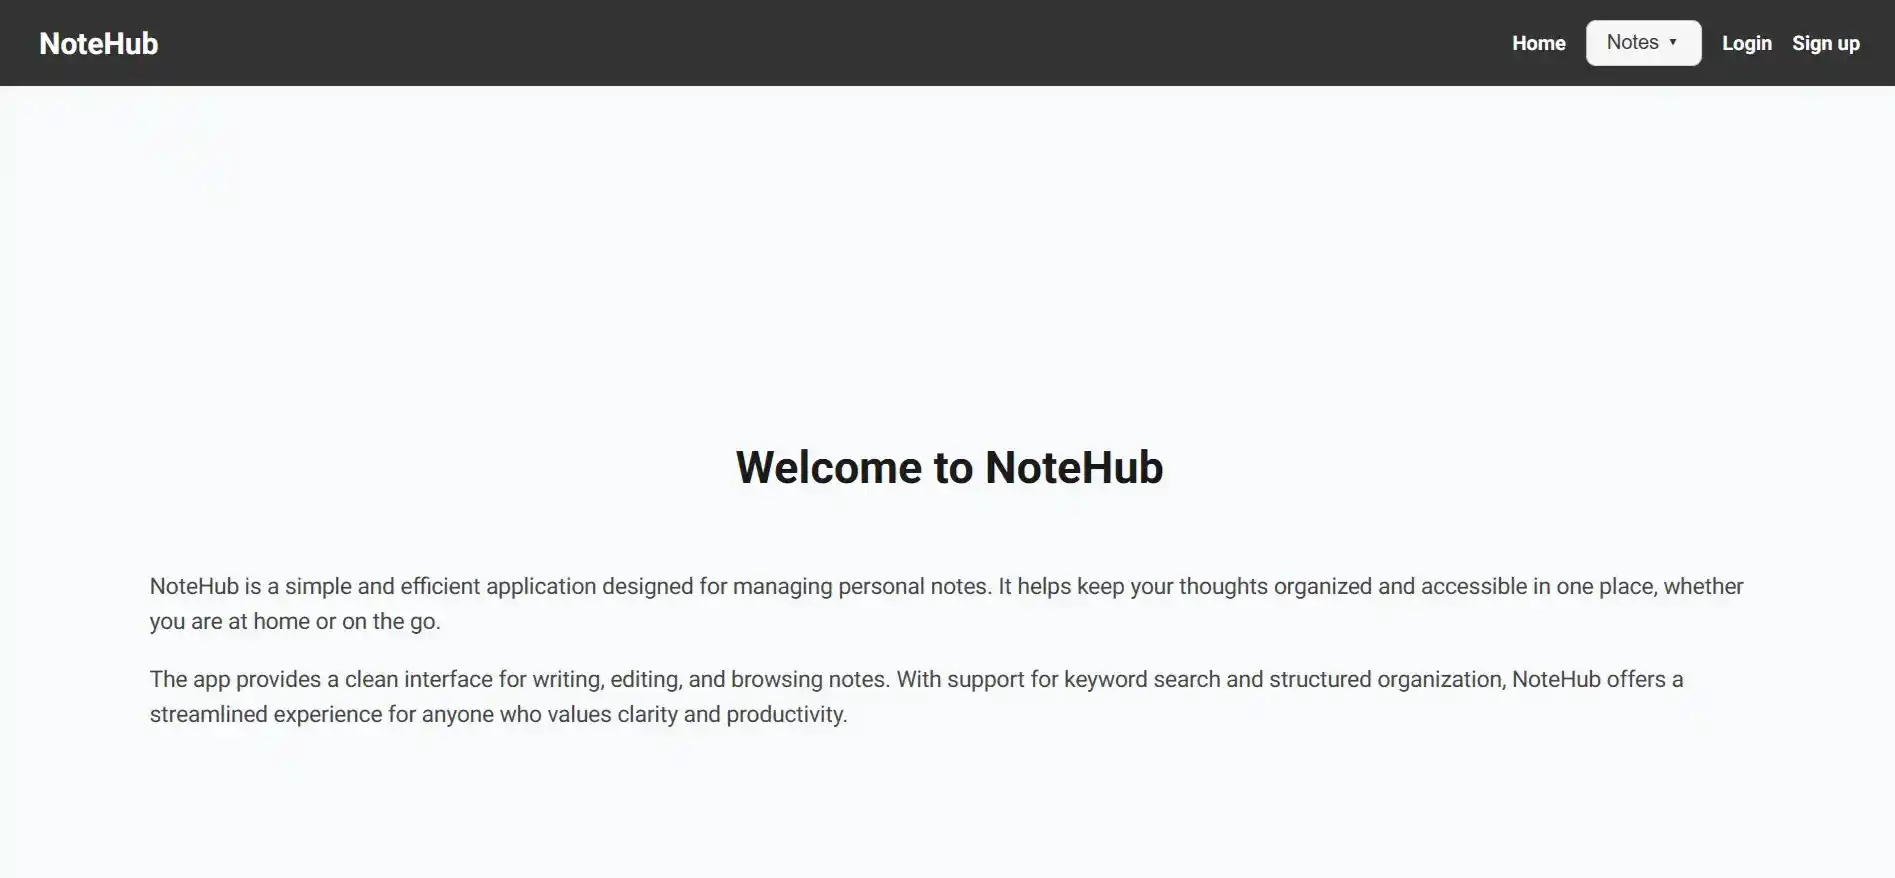 NoteHub
Home
Notes ▼
Login
Sign up
Welcome to NoteHub
NoteHub is a simple and efficient application designed for managing personal notes. It helps keep your thoughts organized and accessible in one place, whether
you are at home or on the go.
The app provides a clean interface for writing, editing, and browsing notes. With support for keyword search and structured organization, NoteHub offers a
streamlined experience for anyone who values clarity and productivity.